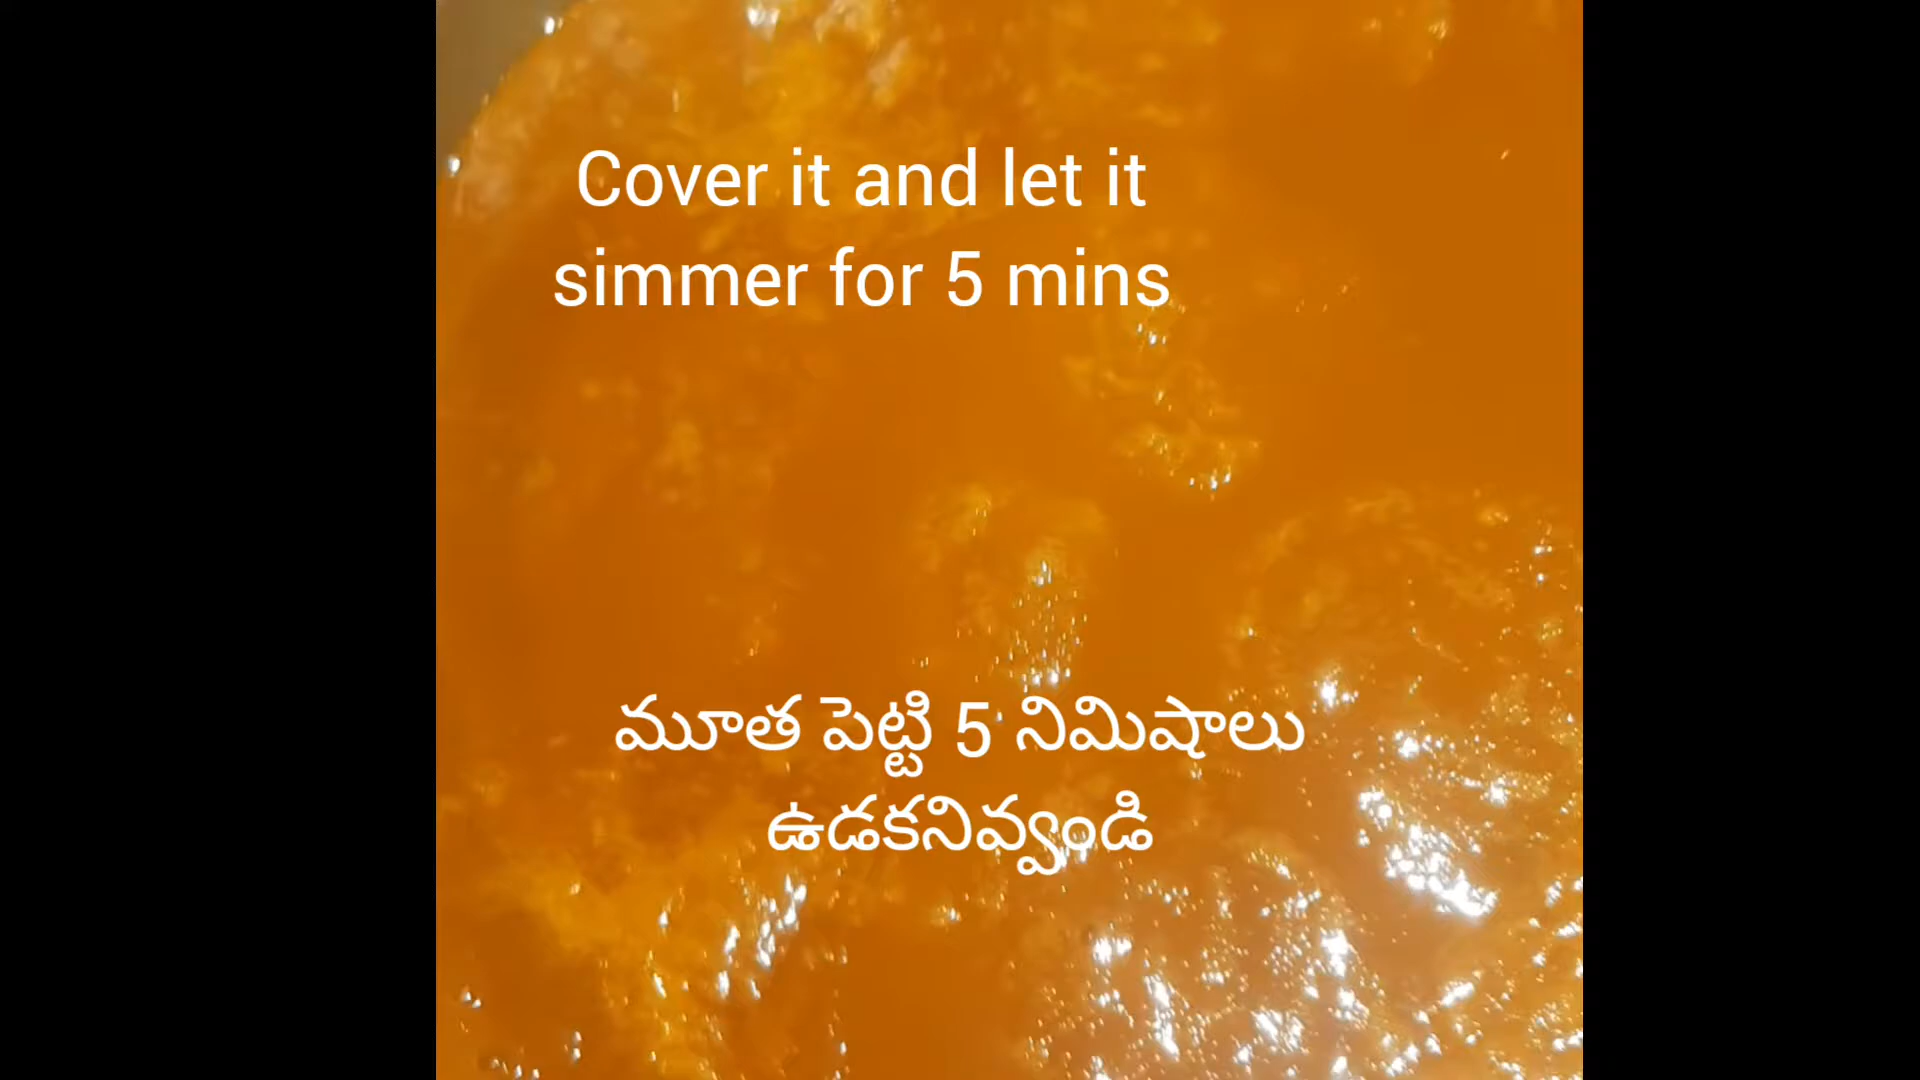 Cover it and let it
simmer for 5 mins
మూత పెట్టి 5 నిమిషాలు
ఉడకనివ్వండి